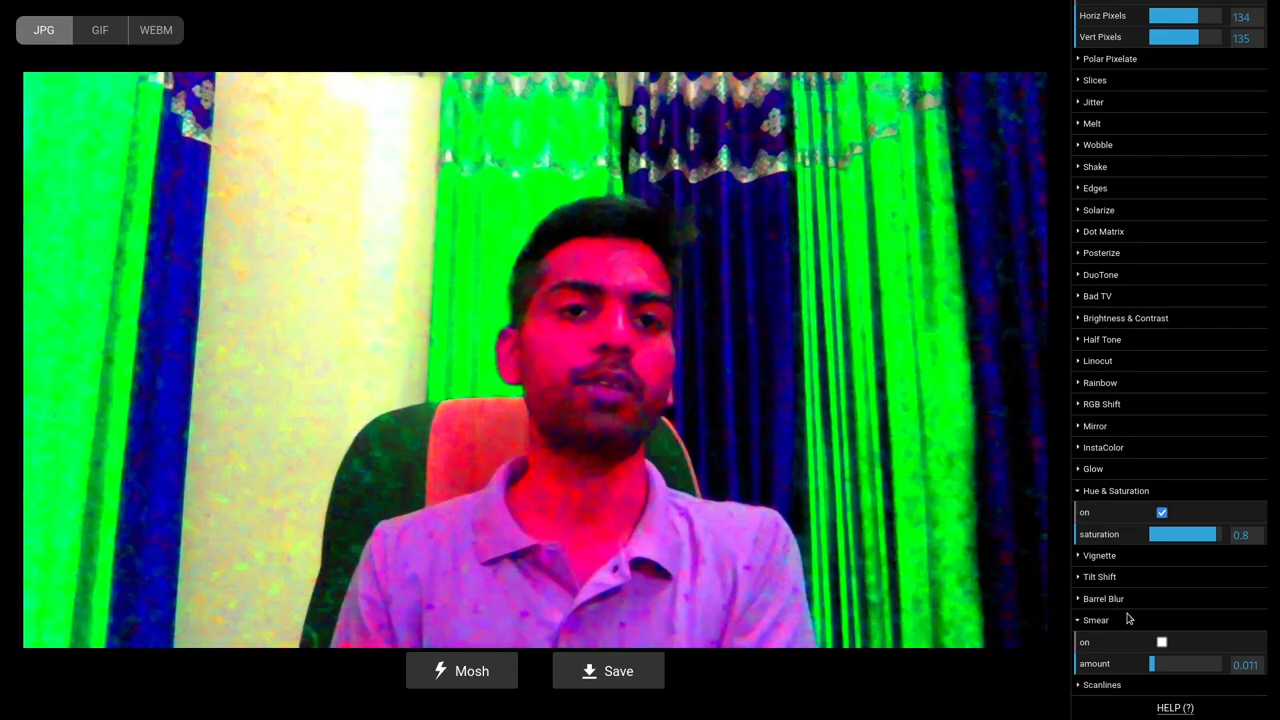 JPG GIF WEBM
Horiz Pixels 134
Vert Pixels 135
Polar Pixelate
Slices
Jitter
Melt
Wobble
Shake
Edges
Solarize
Dot Matrix
Posterize
DuoTone
Bad TV
Brightness & Contrast
Half Tone
Linocut
Rainbow
RGB Shift
Mirror
InstaColor
Glow
Hue & Saturation
on
saturation 0.8
Vignette
Tilt Shift
Barrel Blur
Smear
on
amount 0.011
Scanlines
HELP (?)
Mosh Save